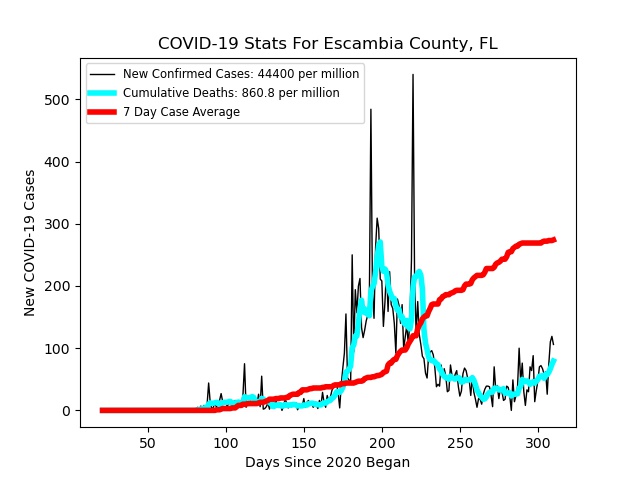 COVID-19 Stats For Escambia County, FL
New Confirmed Cases: 44400 per million
Cumulative Deaths: 860.8 per million
7 Day Case Average
New COVID-19 Cases
500
400
300
200
100
0
50 100 150 200 250 300
Days Since 2020 Began